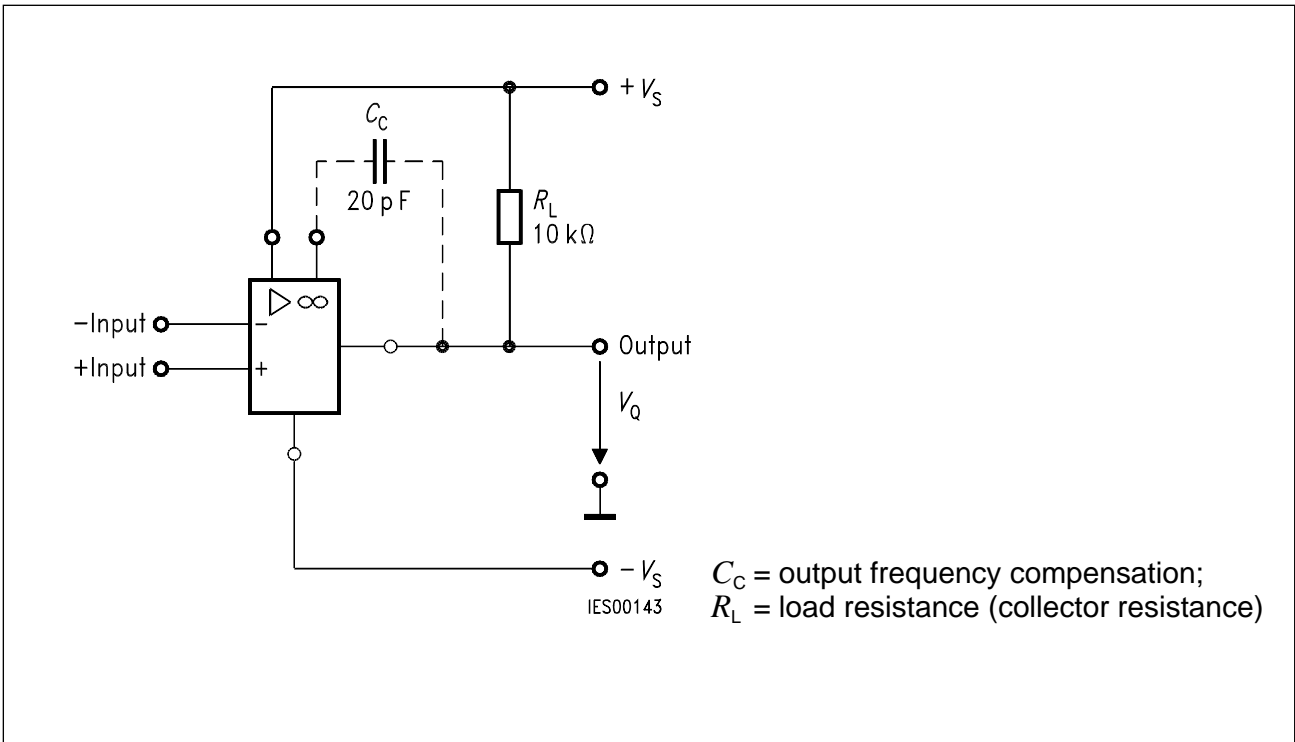 + V_S
C_C
20 pF
R_L
10 kΩ
▷ ∞
–Input
–
+Input
+
Output
V_Q
– V_S
IES00143
C_C = output frequency compensation;
R_L = load resistance (collector resistance)